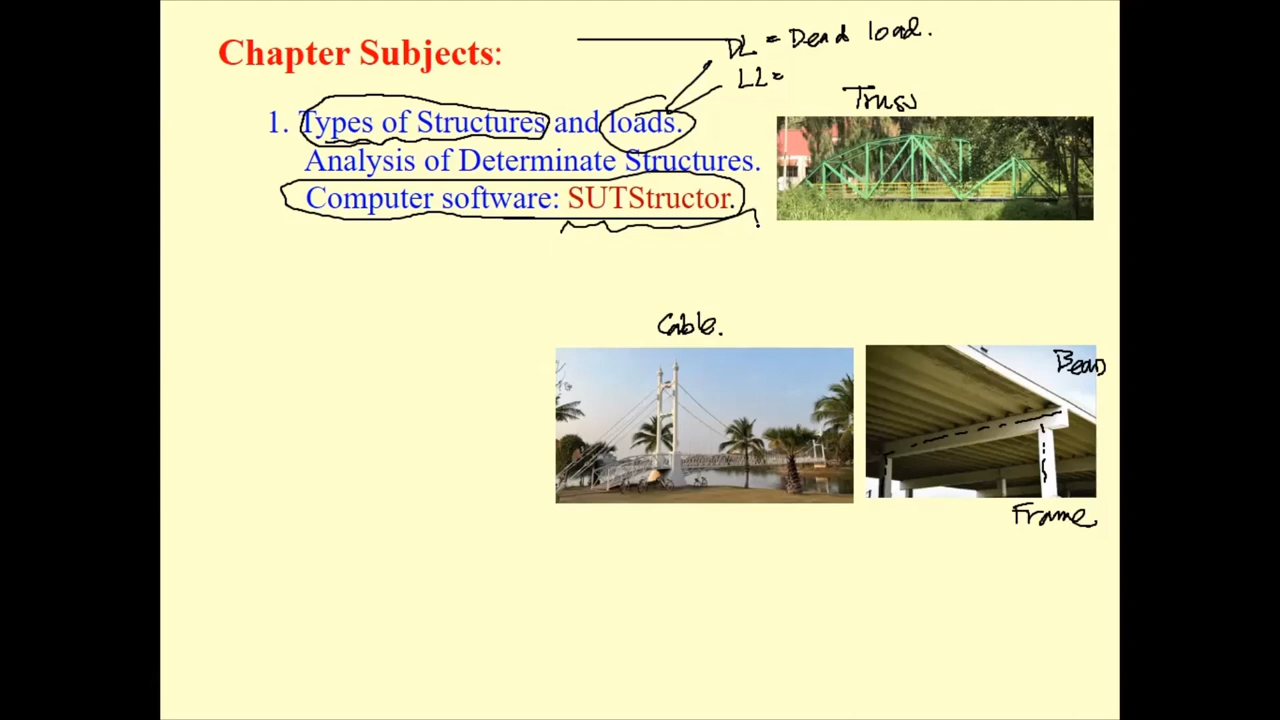 Chapter Subjects:
DL = Dead load.
LL =
1. Types of Structures and loads.
Analysis of Determinate Structures.
Computer software: SUTStructor.
Truss
Cable.
Beam
Frame